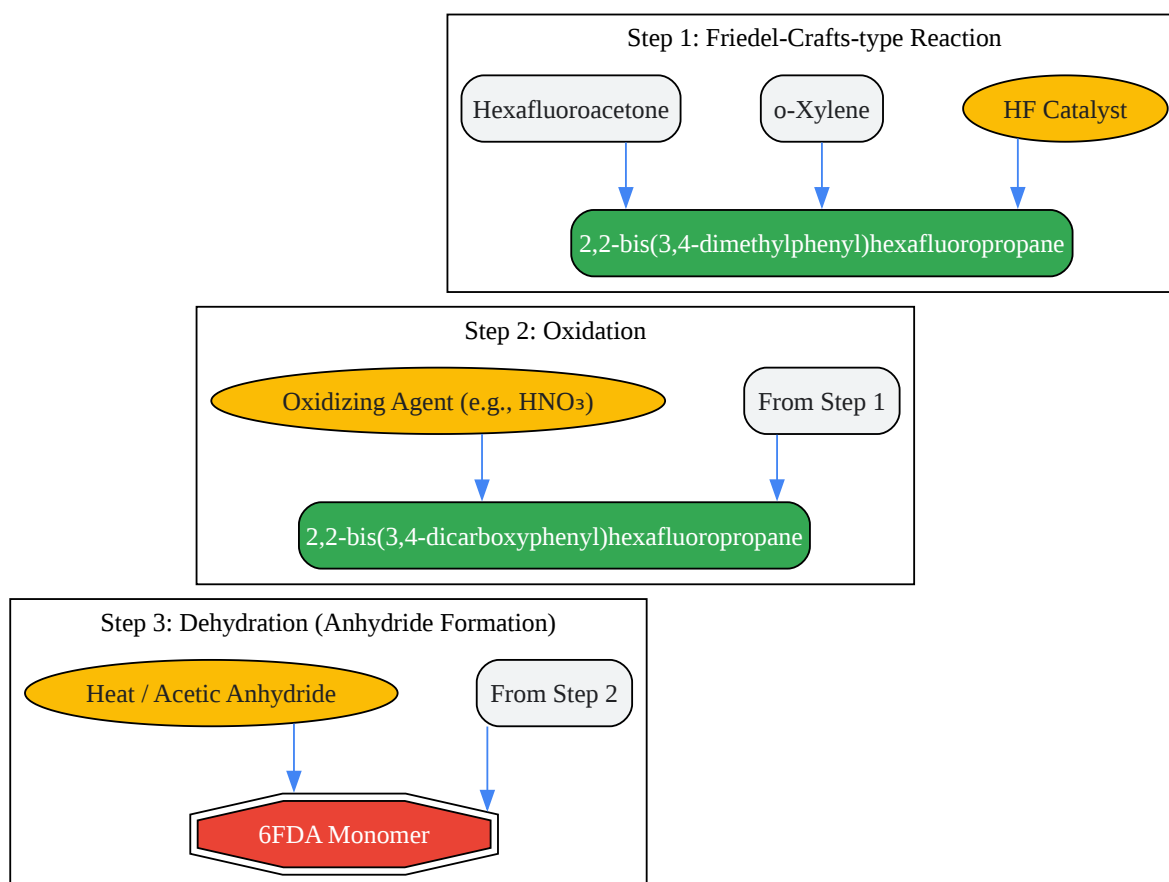 Step 1: Friedel-Crafts-type Reaction
Hexafluoroacetone
o-Xylene
HF Catalyst
2,2-bis(3,4-dimethylphenyl)hexafluoropropane
Step 2: Oxidation
Oxidizing Agent (e.g., HNO₃)
From Step 1
2,2-bis(3,4-dicarboxyphenyl)hexafluoropropane
Step 3: Dehydration (Anhydride Formation)
Heat / Acetic Anhydride
From Step 2
6FDA Monomer